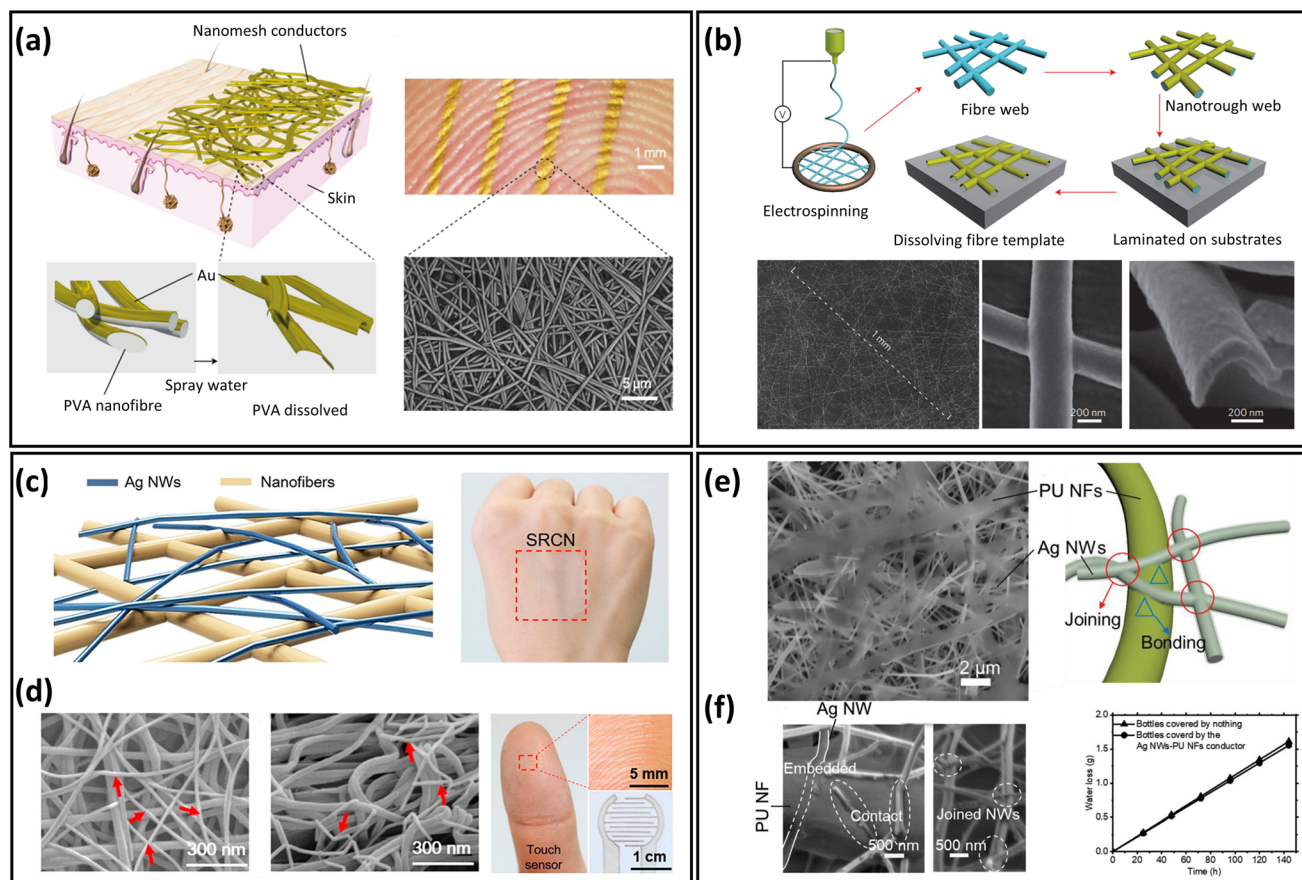 (a)
Nanomesh conductors
Skin
1 mm
Au
PVA nanofibre
Spray water
PVA dissolved
5 μm
(b)
V
Electrospinning
Fibre web
Nanotrough web
Dissolving fibre template
Laminated on substrates
1 mm
200 nm
200 nm
(c)
Ag NWs
Nanofibers
SRCN
(d)
300 nm
300 nm
Touch
sensor
5 mm
1 cm
(e)
PU NFs
Ag NWs
Joining
Bonding
2 μm
(f)
Ag NW
Embedded
PU NF
Contact
500 nm
Joined NWs
500 nm
Bottles covered by nothing
Bottles coverd by the
Ag NWs-PU NFs conductor
Water loss (g)
2.0
1.5
1.0
0.5
0.0
0 20 40 60 80 100 120 140
Time (h)